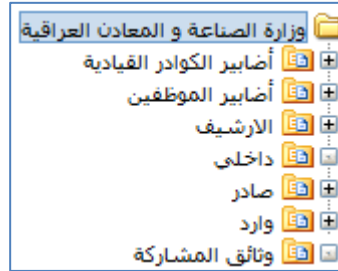 وزارة الصناعة و المعادن العراقية
أضابير الكوادر القيادية
أضابير الموظفين
الارشيف
داخلي
صادر
وارد
وثائق المشاركة